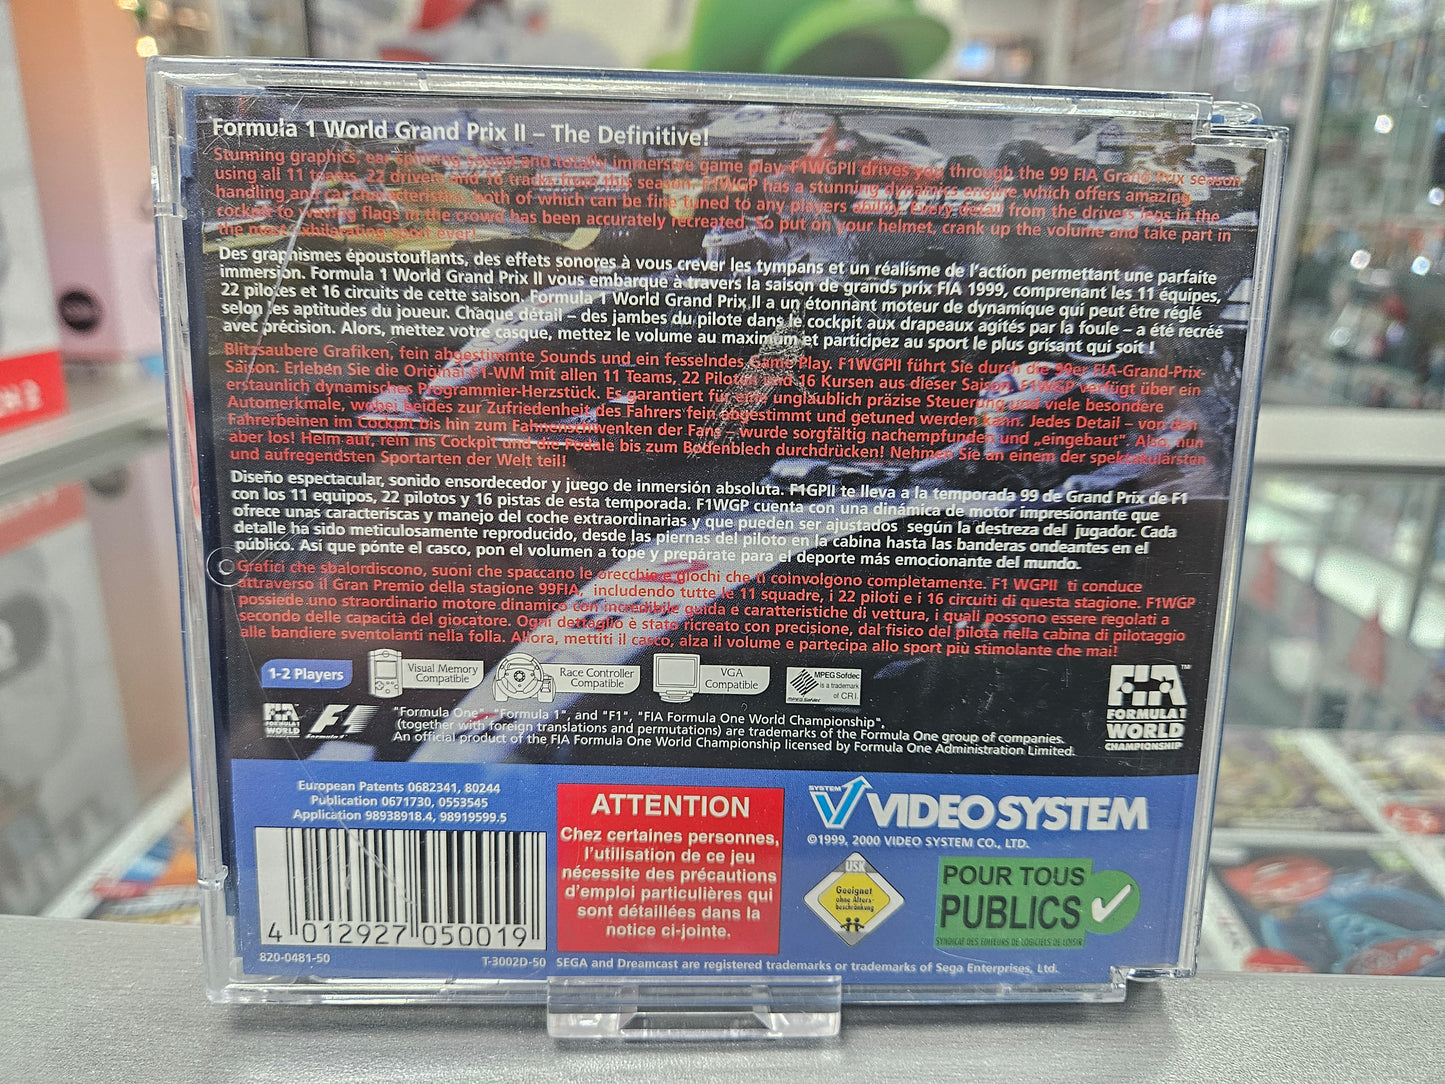 Formula 1 World Grand Prix II – The Definitive!
Stunning graphics, ear splitting sound and totally immersive game play. F1WGPII drives you through the 99 FIA Grand Prix season
using all 11 teams, 22 drivers and 16 tracks from this season. F1WGP has a stunning dynamics engine which offers amazing
handling and car characteristics both of which can be fine tuned to any players ability. Every detail from the drivers legs in the
cockpit to waving flags in the crowd has been accurately recreated. So put on your helmet, crank up the volume and take part in
the most exhilarating sport ever!
Des graphismes époustouflants, des effets sonores à vous crever les tympans et un réalisme de l'action permettant une parfaite
immersion. Formula 1 World Grand Prix II vous embarque à travers la saison de grands prix FIA 1999, comprenant les 11 équipes,
22 pilotes et 16 circuits de cette saison. Formula 1 World Grand Prix II a un étonnant moteur de dynamique qui peut être réglé
selon les aptitudes du joueur. Chaque détail – des jambes du pilote dans le cockpit aux drapeaux agités par la foule – a été recréé
avec précision. Alors, mettez votre casque, mettez le volume au maximum et participez au sport le plus grisant qui soit !
Blitzsaubere Grafiken, fein abgestimmte Sounds und ein fesselndes Game Play. F1WGPII führt Sie durch die 99er FIA-Grand-Prix-
Saison. Erleben Sie die Original F1-WM mit allen 11 Teams, 22 Piloten und 16 Kursen aus dieser Saison. F1WGP verfügt über ein
erstaunlich dynamisches Programmier-Herzstück. Es garantiert für eine unglaublich präzise Steuerung und viele besondere
Automerkmale, wobei beides zur Zufriedenheit des Fahrers fein abgestimmt und getuned werden kann. Jedes Detail – von den
Fahrerbeinen im Cockpit bis hin zum Fahnenschwenken der Fans – wurde sorgfältig nachempfunden und „eingebaut". Also, nun
aber los! Helm auf, rein ins Cockpit und die Pedale bis zum Bodenblech durchdrücken! Nehmen Sie an einem der spektakulärsten
und aufregendsten Sportarten der Welt teil!
Diseño espectacular, sonido ensordecedor y juego de inmersión absoluta. F1GPII te lleva a la temporada 99 de Grand Prix de F1
con los 11 equipos, 22 pilotos y 16 pistas de esta temporada. F1WGP cuenta con una dinámica de motor impresionante que
ofrece unas caracteriscas y manejo del coche extraordinarias y que pueden ser ajustados según la destreza del jugador. Cada
detalle ha sido meticulosamente reproducido, desde las piernas del piloto en la cabina hasta las banderas ondeantes en el
público. Así que pónte el casco, pon el volumen a tope y prepárate para el deporte más emocionante del mundo.
Grafici che sbalordiscono, suoni che spaccano le orecchie e giochi che ti coinvolgono completamente. F1 WGPII ti conduce
attraverso il Gran Premio della stagione 99FIA, includendo tutte le 11 squadre, i 22 piloti e i 16 circuiti di questa stagione. F1WGP
possiede uno straordinario motore dinamico con incredibile guida e caratteristiche di vettura, i quali possono essere regolati a
secondo delle capacità del giocatore. Ogni dettaglio è stato ricreato con precisione, dal fisico del pilota nella cabina di pilotaggio
alle bandiere sventolanti nella folla. Allora, mettiti il casco, alza il volume e partecipa allo sport più stimolante che mai!
1-2 Players
Visual Memory
Compatible
Race Controller
Compatible
VGA
Compatible
MPEG Sofdec
MPEG Sofdec
is a trademark
of CRI.
FIA
FORMULA 1
WORLD
CHAMPIONSHIP
F1
Formula 1
"Formula One", "Formula 1", and "F1", "FIA Formula One World Championship",
(together with foreign translations and permutations) are trademarks of the Formula One group of companies.
An official product of the FIA Formula One World Championship licensed by Formula One Administration Limited.
FIA™
FORMULA 1
WORLD
CHAMPIONSHIP
European Patents 0682341, 80244
Publication 0671730, 0553545
Application 98938918.4, 98919599.5
4 012927 050019
820-0481-50
T-3002D-50
ATTENTION
Chez certaines personnes,
l'utilisation de ce jeu
nécessite des précautions
d'emploi particulières qui
sont détaillées dans la
notice ci-jointe.
SYSTEM
VIDEO SYSTEM
©1999, 2000 VIDEO SYSTEM CO., LTD.
USK
Geeignet
ohne Alters-
beschränkung
POUR TOUS
PUBLICS
SYNDICAT DES EDITEURS DE LOGICIELS DE LOISIR
SEGA and Dreamcast are registered trademarks or trademarks of Sega Enterprises, Ltd.